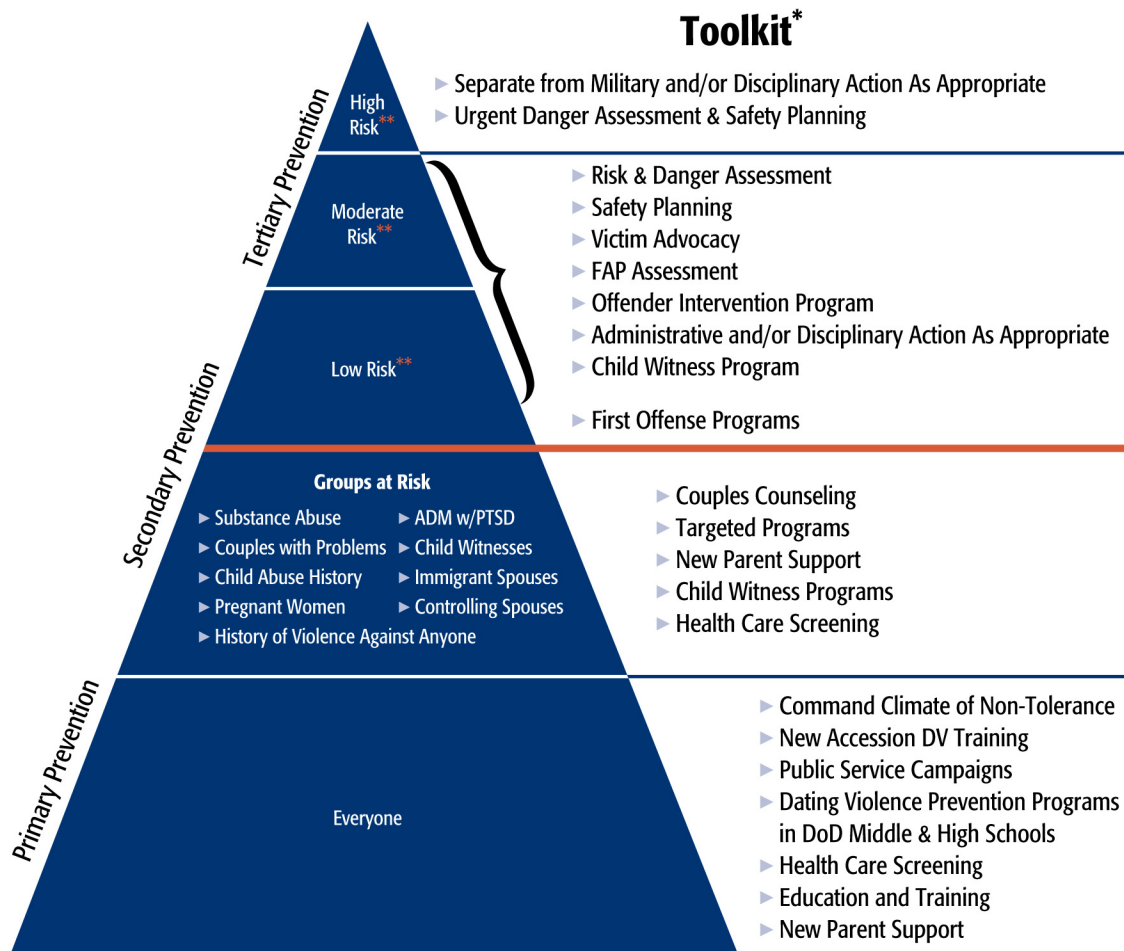 Toolkit*
► Separate from Military and/or Disciplinary Action As Appropriate
► Urgent Danger Assessment & Safety Planning
High
Risk**
Tertiary Prevention
► Risk & Danger Assessment
► Safety Planning
► Victim Advocacy
► FAP Assessment
► Offender Intervention Program
► Administrative and/or Disciplinary Action As Appropriate
► Child Witness Program
► First Offense Programs
Moderate
Risk**
Low Risk**
Secondary Prevention
Groups at Risk
► Substance Abuse
► Couples with Problems
► Child Abuse History
► Pregnant Women
► History of Violence Against Anyone
► ADM w/PTSD
► Child Witnesses
► Immigrant Spouses
► Controlling Spouses
► Couples Counseling
► Targeted Programs
► New Parent Support
► Child Witness Programs
► Health Care Screening
Primary Prevention
Everyone
► Command Climate of Non-Tolerance
► New Accession DV Training
► Public Service Campaigns
► Dating Violence Prevention Programs
in DoD Middle & High Schools
► Health Care Screening
► Education and Training
► New Parent Support